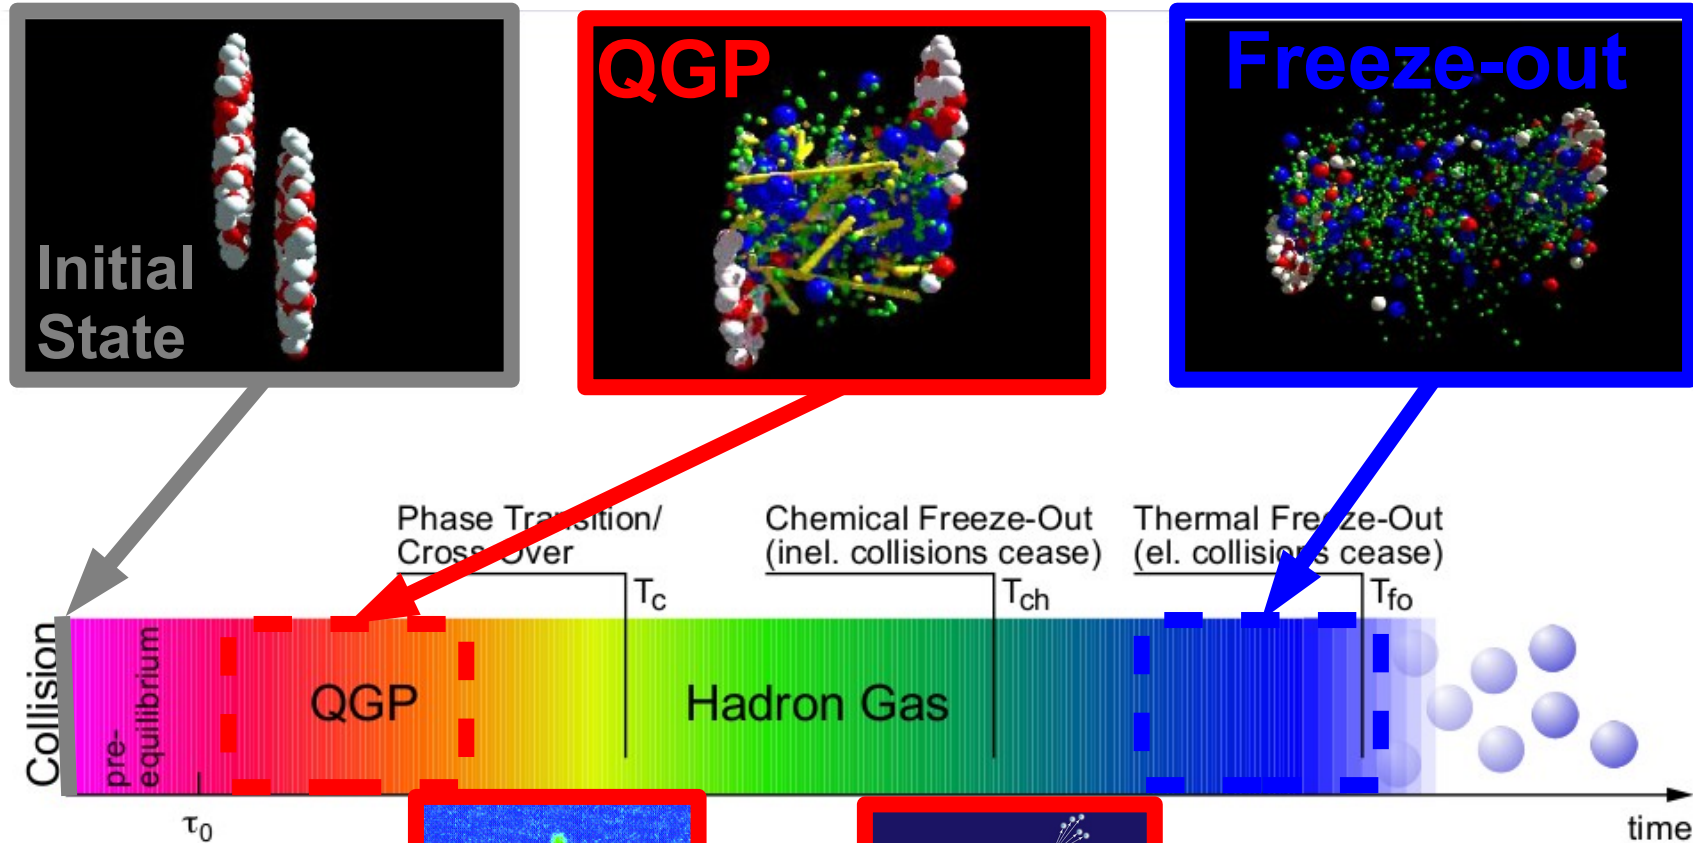 Initial
State
QGP
Freeze-out
Phase Transition/
Cross-Over
Tc
Chemical Freeze-Out
(inel. collisions cease)
Tch
Thermal Freeze-Out
(el. collisions cease)
Tfo
Collision
pre-
equilibrium
QGP
Hadron Gas
τ0
time